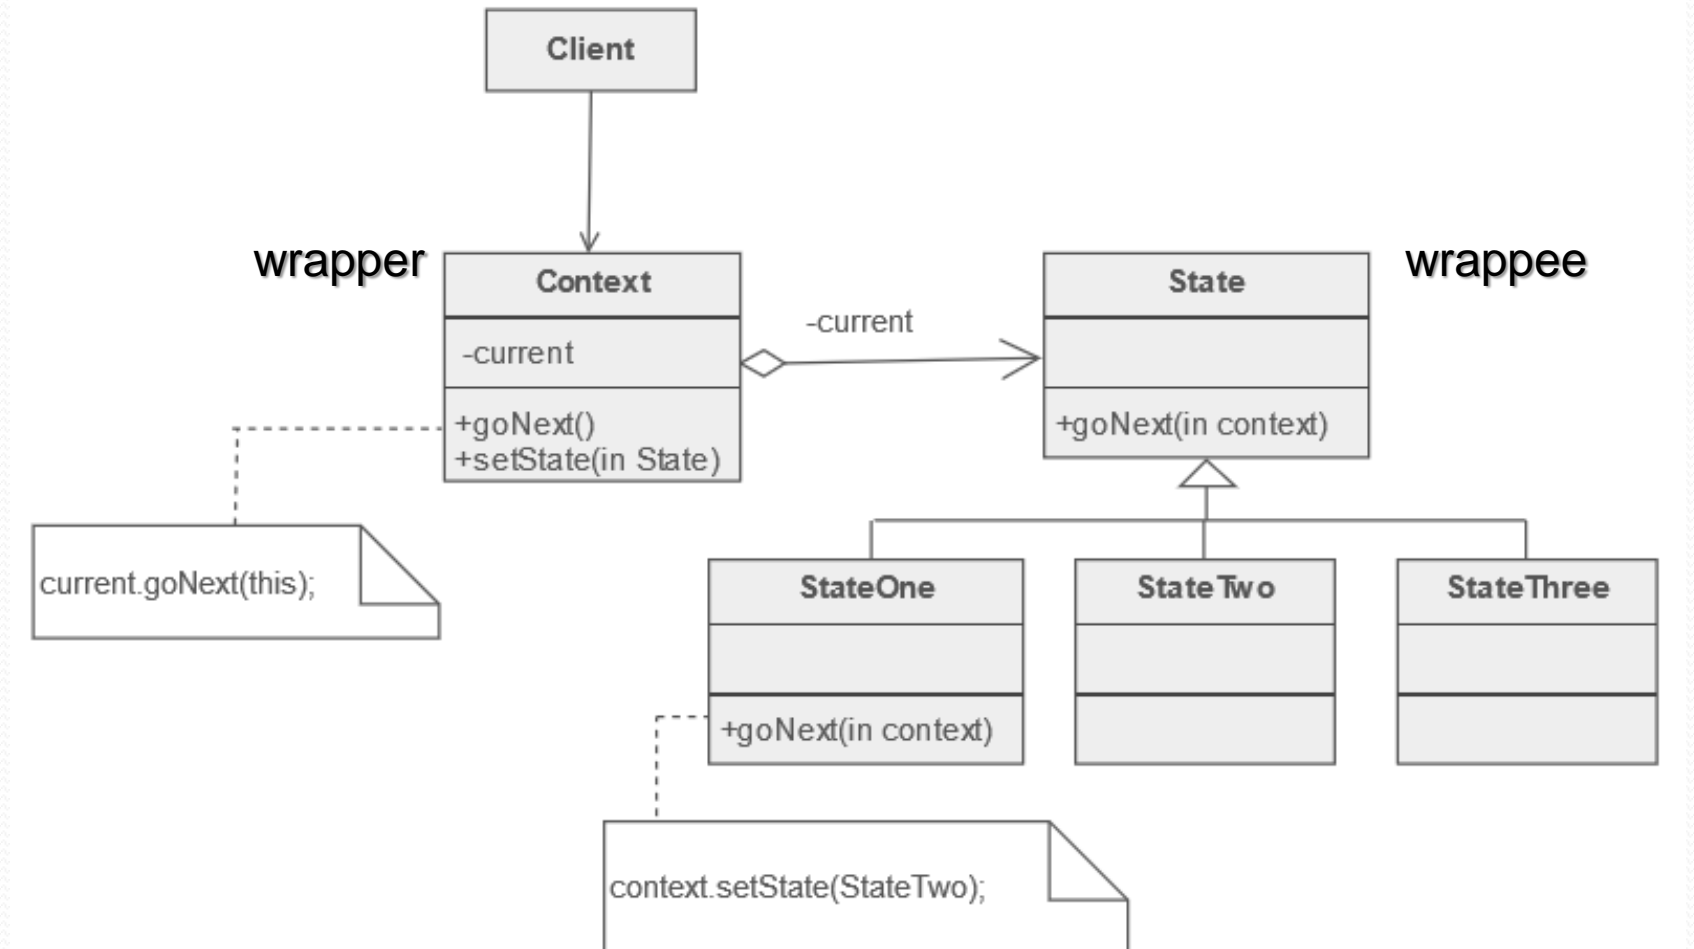 Client
wrapper
Context
-current
+goNext()
+setState(in State)
-current
State
+goNext(in context)
wrappee
current.goNext(this);
StateOne
+goNext(in context)
StateTwo
StateThree
context.setState(StateTwo);